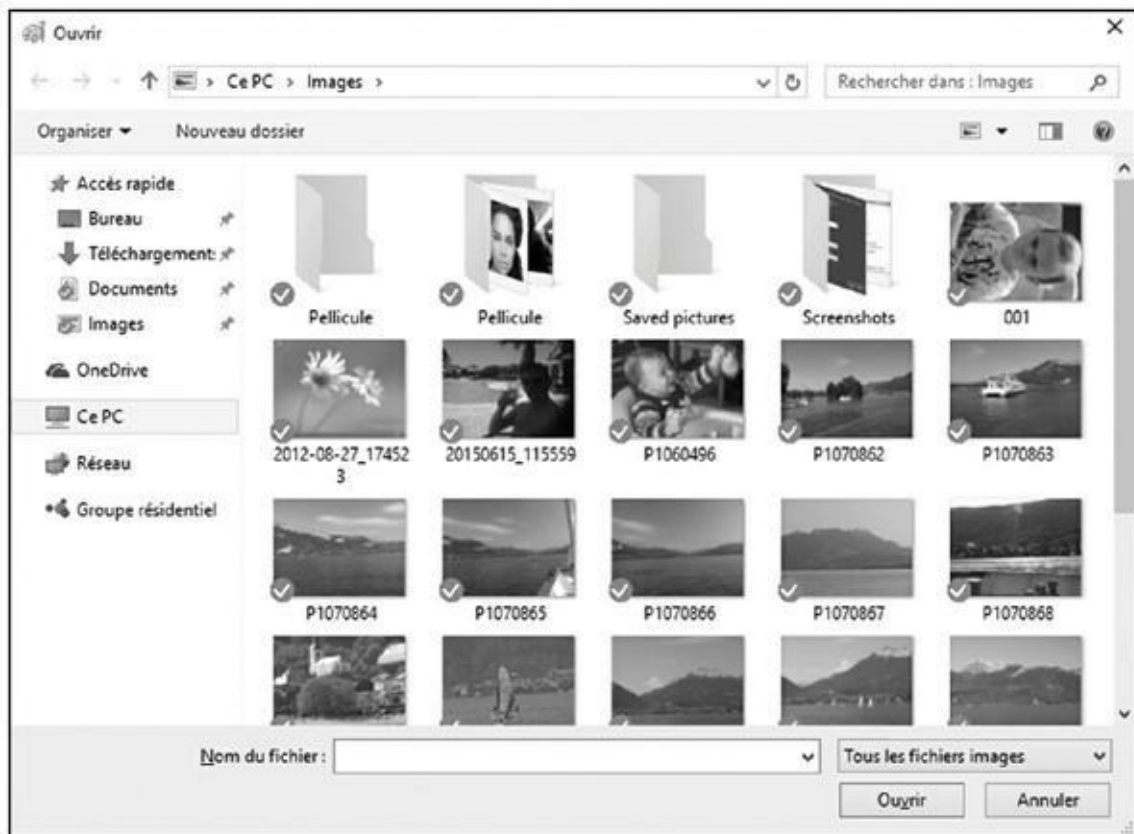 Ouvrir
Ce PC > Images >
Rechercher dans : Images
Organiser
Nouveau dossier
Accès rapide
Bureau
Téléchargement:
Documents
Images
OneDrive
Ce PC
Réseau
Groupe résidentiel
Pellicule
Pellicule
Saved pictures
Screenshots
001
2012-08-27_17452
3
20150615_115559
P1060496
P1070862
P1070863
P1070864
P1070865
P1070866
P1070867
P1070868
Nom du fichier :
Tous les fichiers images
Ouvrir
Annuler